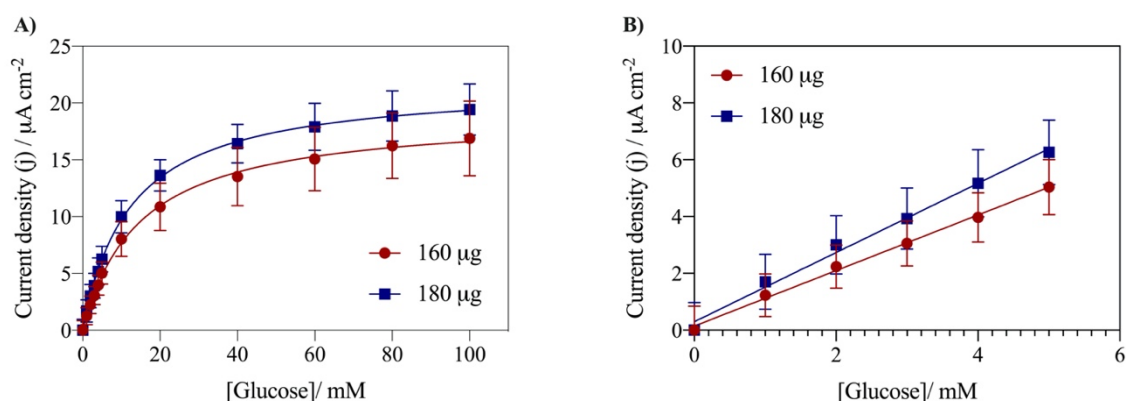 A)
25
20
15
10
5
0
Current density (j) / μA cm-2
160 μg
180 μg
0 20 40 60 80 100
[Glucose]/ mM
B)
10
8
6
4
2
0
Current density (j) / μA cm-2
160 μg
180 μg
0 2 4 6
[Glucose]/ mM